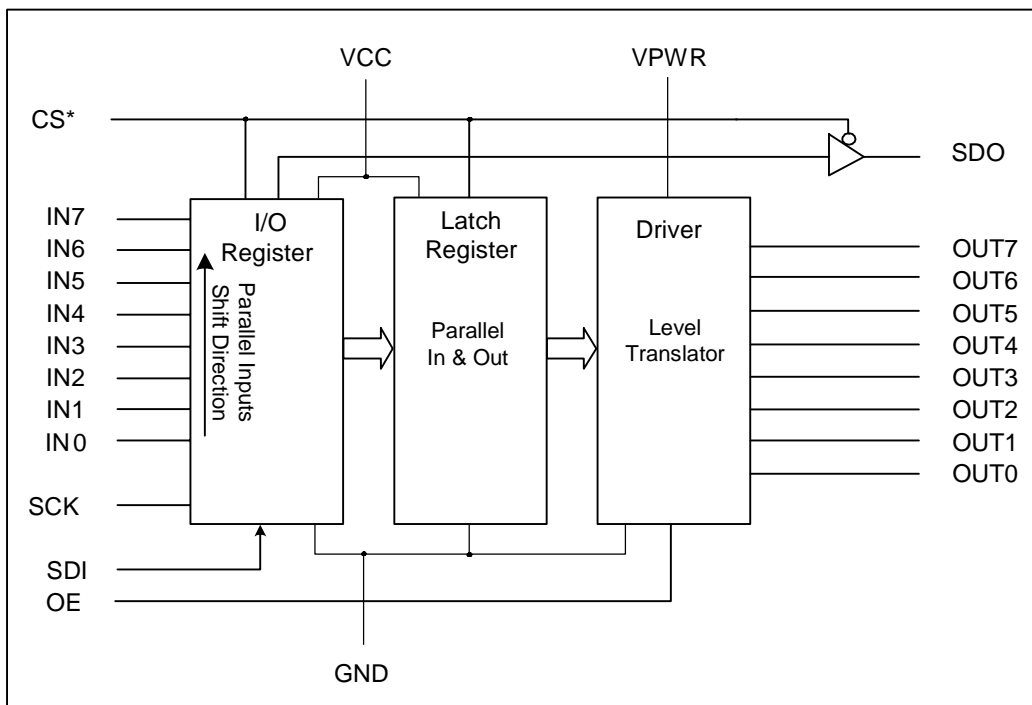 VCC
VPWR
CS*
SDO
IN7
IN6
IN5
IN4
IN3
IN2
IN1
IN0
SCK
SDI
OE
I/O
Register
Parallel Inputs
Shift Direction
Latch
Register
Parallel
In & Out
Driver
Level
Translator
OUT7
OUT6
OUT5
OUT4
OUT3
OUT2
OUT1
OUT0
GND